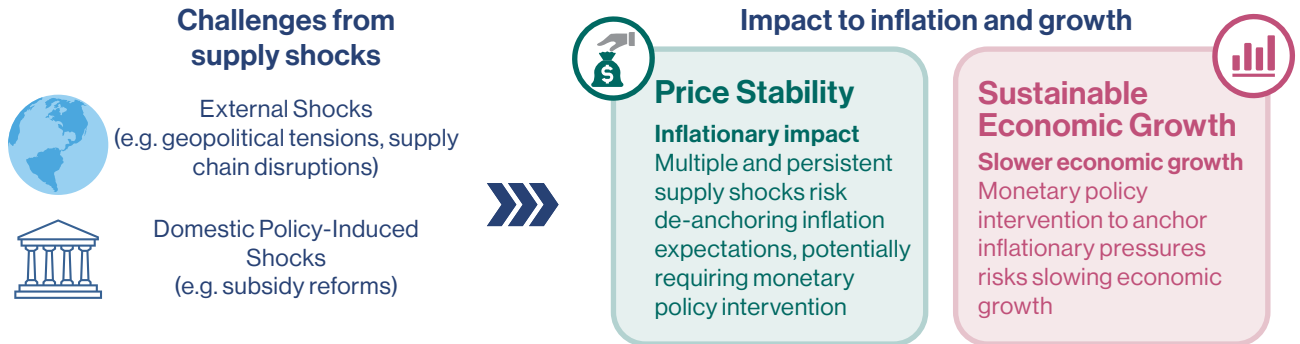 Challenges from
supply shocks
External Shocks
(e.g. geopolitical tensions, supply
chain disruptions)
Domestic Policy-Induced
Shocks
(e.g. subsidy reforms)
Impact to inflation and growth
$
Price Stability
Inflationary impact
Multiple and persistent
supply shocks risk
de-anchoring inflation
expectations, potentially
requiring monetary
policy intervention
Sustainable
Economic Growth
Slower economic growth
Monetary policy
intervention to anchor
inflationary pressures
risks slowing economic
growth